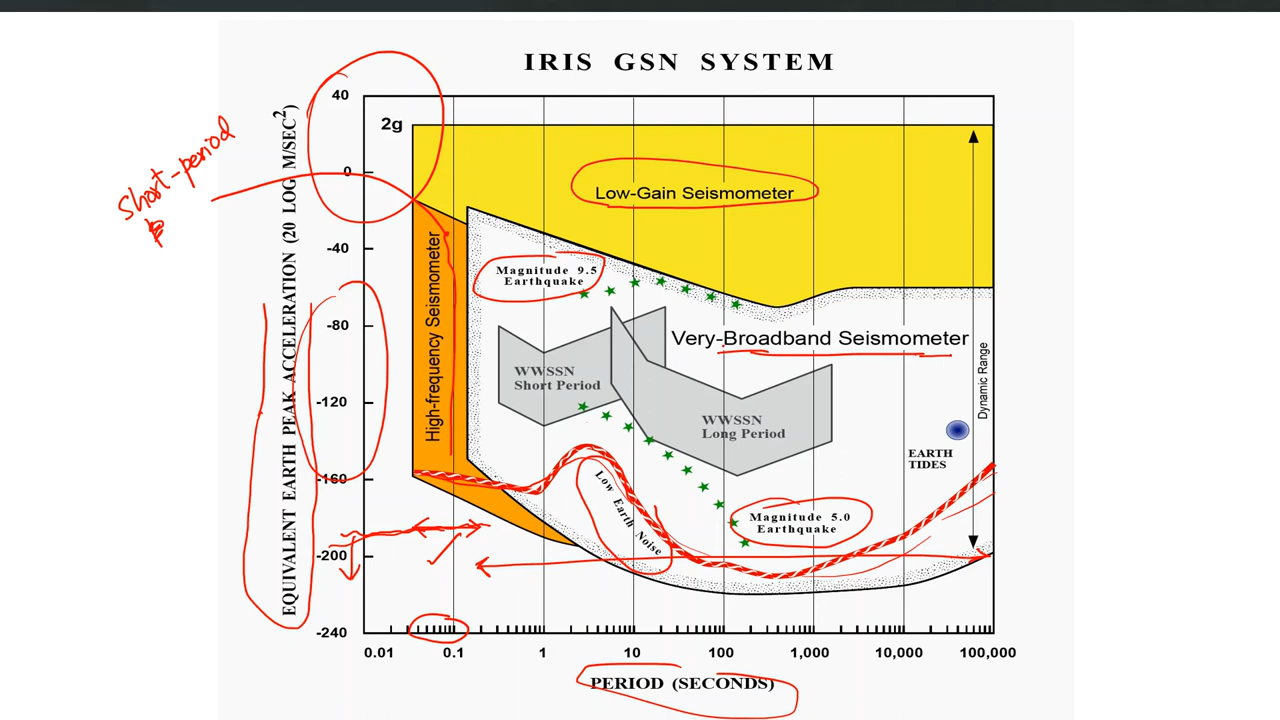 IRIS GSN SYSTEM
EQUIVALENT EARTH PEAK ACCELERATION (20 LOG M/SEC2)
40
0
-40
-80
-120
-160
-200
-240
2g
Short-period
Low-Gain Seismometer
High-frequency Seismometer
Magnitude 9.5
Earthquake
Very-Broadband Seismometer
WWSSN
Short Period
WWSSN
Long Period
Dynamic Range
EARTH
TIDES
Low Earth Noise
Magnitude 5.0
Earthquake
0.01 0.1 1 10 100 1,000 10,000 100,000
PERIOD (SECONDS)